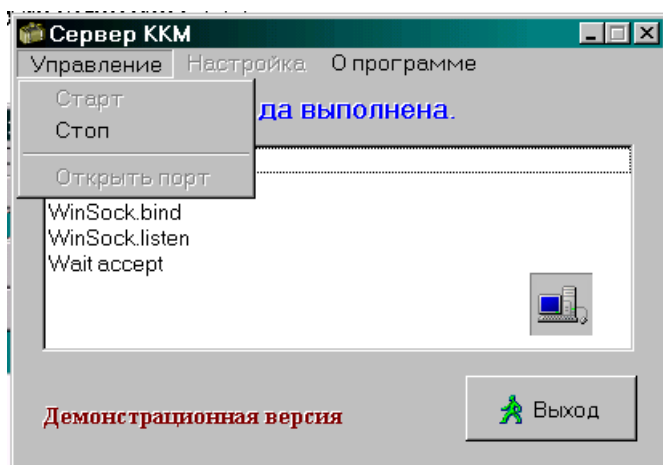 Сервер ККМ
Управление Настройка О программе
Старт
Стоп
Открыть порт
да выполнена.
WinSock.bind
WinSock.listen
Wait accept
Демонстрационная версия
Выход